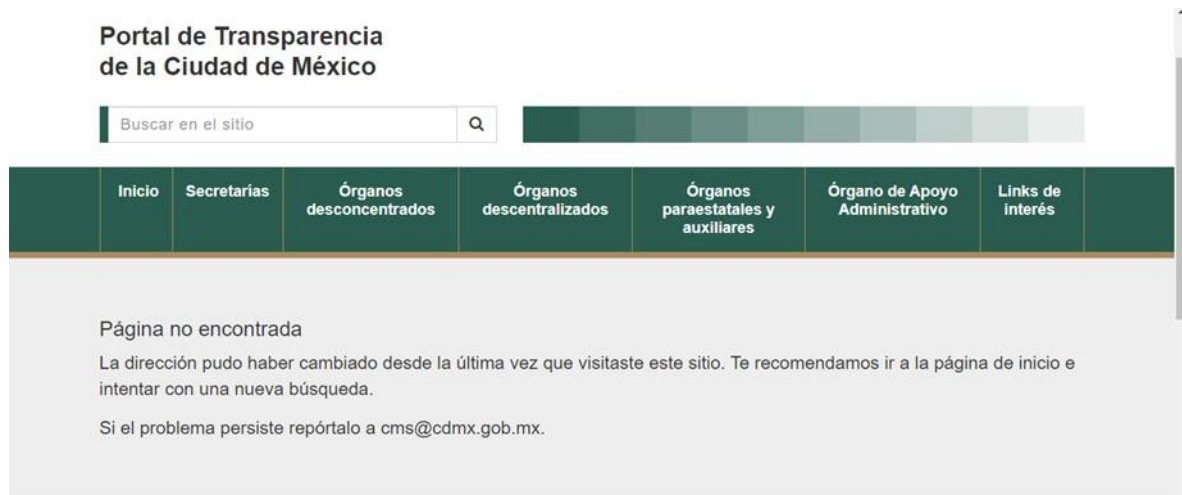 Portal de Transparencia
de la Ciudad de México
Buscar en el sitio
Inicio
Secretarías
Órganos
desconcentrados
Órganos
descentralizados
Órganos
paraestatales y
auxiliares
Órgano de Apoyo
Administrativo
Links de
interés
Página no encontrada
La dirección pudo haber cambiado desde la última vez que visitaste este sitio. Te recomendamos ir a la página de inicio e
intentar con una nueva búsqueda.
Si el problema persiste repórtalo a cms@cdmx.gob.mx.